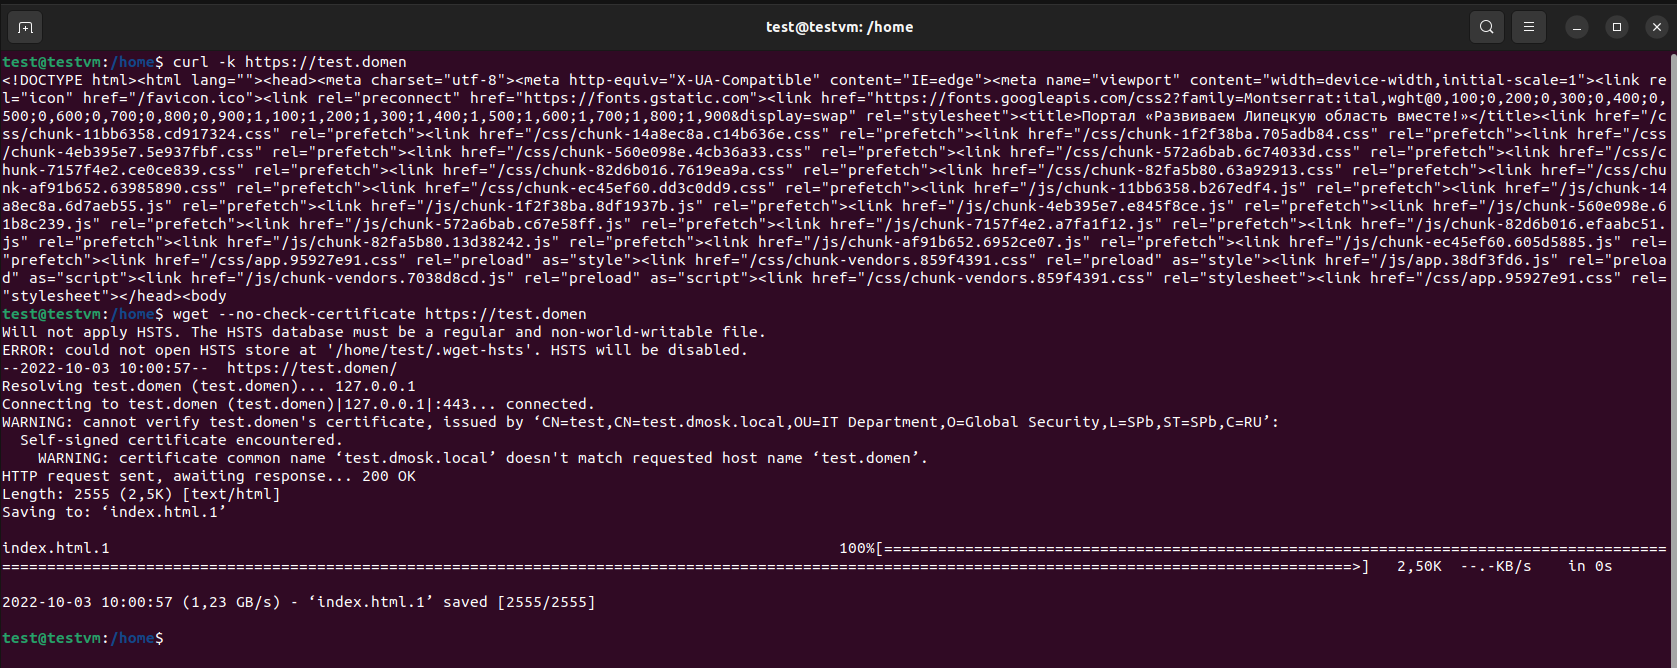 test@testvm: /home
test@testvm:/home$ curl -k https://test.domen
<!DOCTYPE html><html lang=""><head><meta charset="utf-8"><meta http-equiv="X-UA-Compatible" content="IE=edge"><meta name="viewport" content="width=device-width,initial-scale=1"><link re
l="icon" href="/favicon.ico"><link rel="preconnect" href="https://fonts.gstatic.com"><link href="https://fonts.googleapis.com/css2?family=Montserrat:ital,wght@0,100;0,200;0,300;0,400;0,
500;0,600;0,700;0,800;0,900;1,100;1,200;1,300;1,400;1,500;1,600;1,700;1,800;1,900&display=swap" rel="stylesheet"><title>Портал «Развиваем Липецкую область вместе!»</title><link href="/c
ss/chunk-11bb6358.cd917324.css" rel="prefetch"><link href="/css/chunk-14a8ec8a.c14b636e.css" rel="prefetch"><link href="/css/chunk-1f2f38ba.705adb84.css" rel="prefetch"><link href="/css
/chunk-4eb395e7.5e937fbf.css" rel="prefetch"><link href="/css/chunk-560e098e.4cb36a33.css" rel="prefetch"><link href="/css/chunk-572a6bab.6c74033d.css" rel="prefetch"><link href="/css/c
hunk-7157f4e2.ce0ce839.css" rel="prefetch"><link href="/css/chunk-82d6b016.7619ea9a.css" rel="prefetch"><link href="/css/chunk-82fa5b80.63a92913.css" rel="prefetch"><link href="/css/chu
nk-af91b652.63985890.css" rel="prefetch"><link href="/css/chunk-ec45ef60.dd3c0dd9.css" rel="prefetch"><link href="/js/chunk-11bb6358.b267edf4.js" rel="prefetch"><link href="/js/chunk-14
a8ec8a.6d7aeb55.js" rel="prefetch"><link href="/js/chunk-1f2f38ba.8df1937b.js" rel="prefetch"><link href="/js/chunk-4eb395e7.e845f8ce.js" rel="prefetch"><link href="/js/chunk-560e098e.6
1b8c239.js" rel="prefetch"><link href="/js/chunk-572a6bab.c67e58ff.js" rel="prefetch"><link href="/js/chunk-7157f4e2.a7fa1f12.js" rel="prefetch"><link href="/js/chunk-82d6b016.efaabc51.
js" rel="prefetch"><link href="/js/chunk-82fa5b80.13d38242.js" rel="prefetch"><link href="/js/chunk-af91b652.6952ce07.js" rel="prefetch"><link href="/js/chunk-ec45ef60.605d5885.js" rel=
"prefetch"><link href="/css/app.95927e91.css" rel="preload" as="style"><link href="/css/chunk-vendors.859f4391.css" rel="preload" as="style"><link href="/js/app.38df3fd6.js" rel="preloa
d" as="script"><link href="/js/chunk-vendors.7038d8cd.js" rel="preload" as="script"><link href="/css/chunk-vendors.859f4391.css" rel="stylesheet"><link href="/css/app.95927e91.css" rel=
"stylesheet"></head><body
test@testvm:/home$ wget --no-check-certificate https://test.domen
Will not apply HSTS. The HSTS database must be a regular and non-world-writable file.
ERROR: could not open HSTS store at '/home/test/.wget-hsts'. HSTS will be disabled.
--2022-10-03 10:00:57--  https://test.domen/
Resolving test.domen (test.domen)... 127.0.0.1
Connecting to test.domen (test.domen)|127.0.0.1|:443... connected.
WARNING: cannot verify test.domen's certificate, issued by ‘CN=test,CN=test.dmosk.local,OU=IT Department,O=Global Security,L=SPb,ST=SPb,C=RU’:
  Self-signed certificate encountered.
    WARNING: certificate common name ‘test.dmosk.local’ doesn't match requested host name ‘test.domen’.
HTTP request sent, awaiting response... 200 OK
Length: 2555 (2,5K) [text/html]
Saving to: ‘index.html.1’
index.html.1 100%[=======================================================================================
======================================================================================================================================================>] 2,50K --.-KB/s in 0s
2022-10-03 10:00:57 (1,23 GB/s) - ‘index.html.1’ saved [2555/2555]
test@testvm:/home$